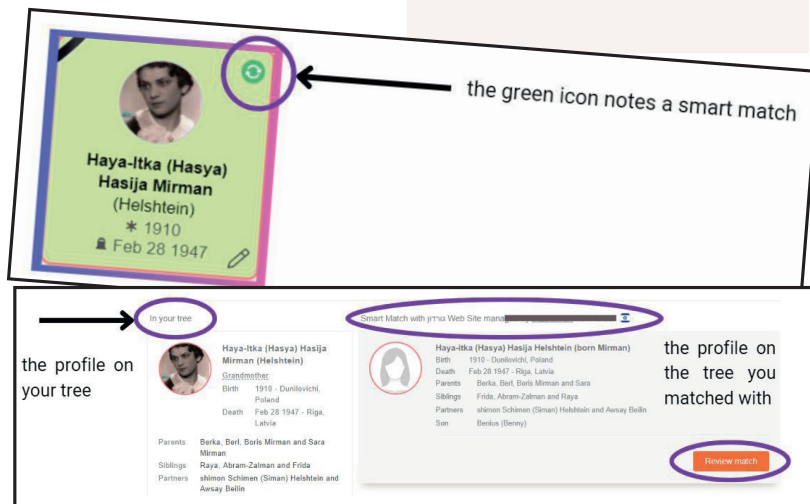 the green icon notes a smart match
Haya-Itka (Hasya)
Hasija Mirman
(Helshtein)
1910
Feb 28 1947
In your tree
the profile on
your tree
Haya-Itka (Hasya) Hasija
Mirman (Helshtein)
Grandmother
Birth 1910 - Dunilovichi,
Poland
Death Feb 28 1947 - Riga,
Latvia
Parents Berka, Berl, Boris Mirman and Sara
Mirman
Siblings Raya, Abram-Zalman and Frida
Partners shimon Schimen (Siman) Helshtein and
Awsay Beilin
Smart Match with גורדון Web Site
Haya-Itka (Hasya) Hasija Helshtein (born Mirman)
Birth 1910 - Dunilovichi, Poland
Death Feb 28 1947 - Riga, Latvia
Parents Berka, Berl, Boris Mirman and Sara
Siblings Frida, Abram-Zalman and Raya
Partners shimon Schimen (Siman) Helshtein and Awsay Beilin
Son Benius (Benny)
the profile on
the tree you
matched with
Review match